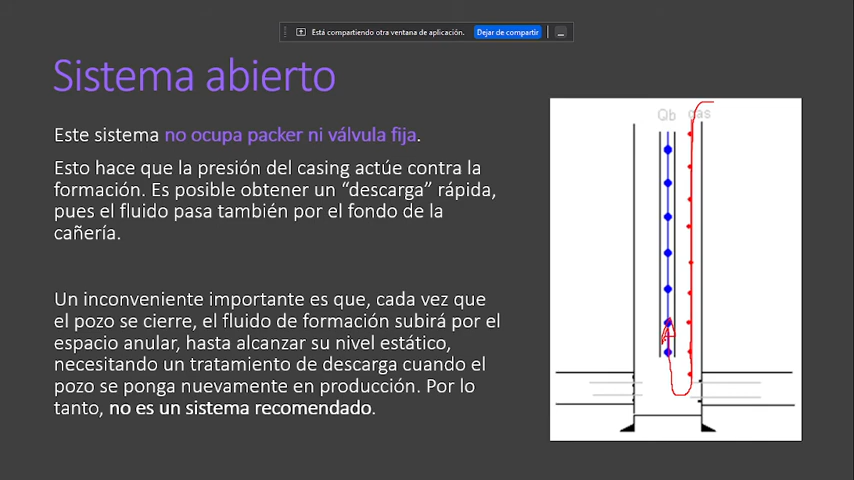 Está compartiendo otra ventana de aplicación. Dejar de compartir
Sistema abierto
Este sistema no ocupa packer ni válvula fija.
Esto hace que la presión del casing actúe contra la
formación. Es posible obtener un “descarga” rápida,
pues el fluido pasa también por el fondo de la
cañería.
Un inconveniente importante es que, cada vez que
el pozo se cierre, el fluido de formación subirá por el
espacio anular, hasta alcanzar su nivel estático,
necesitando un tratamiento de descarga cuando el
pozo se ponga nuevamente en producción. Por lo
tanto, no es un sistema recomendado.
Qb gas